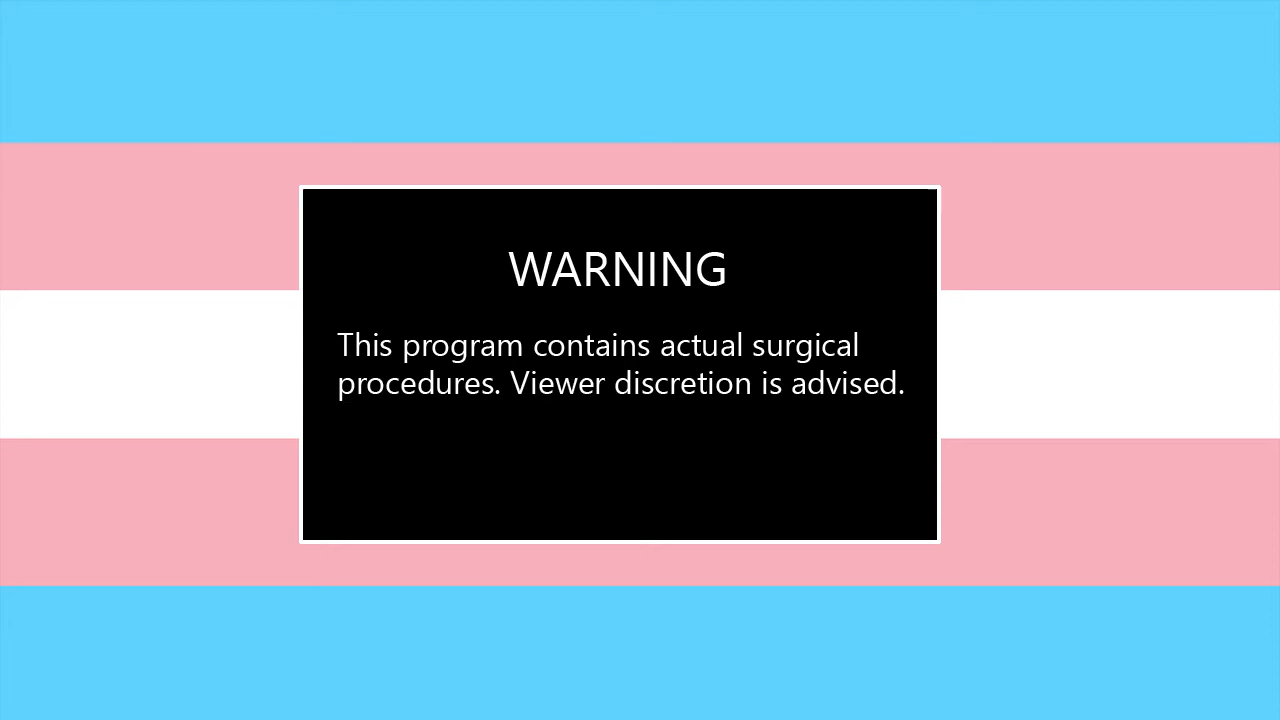 WARNING
This program contains actual surgical
procedures. Viewer discretion is advised.